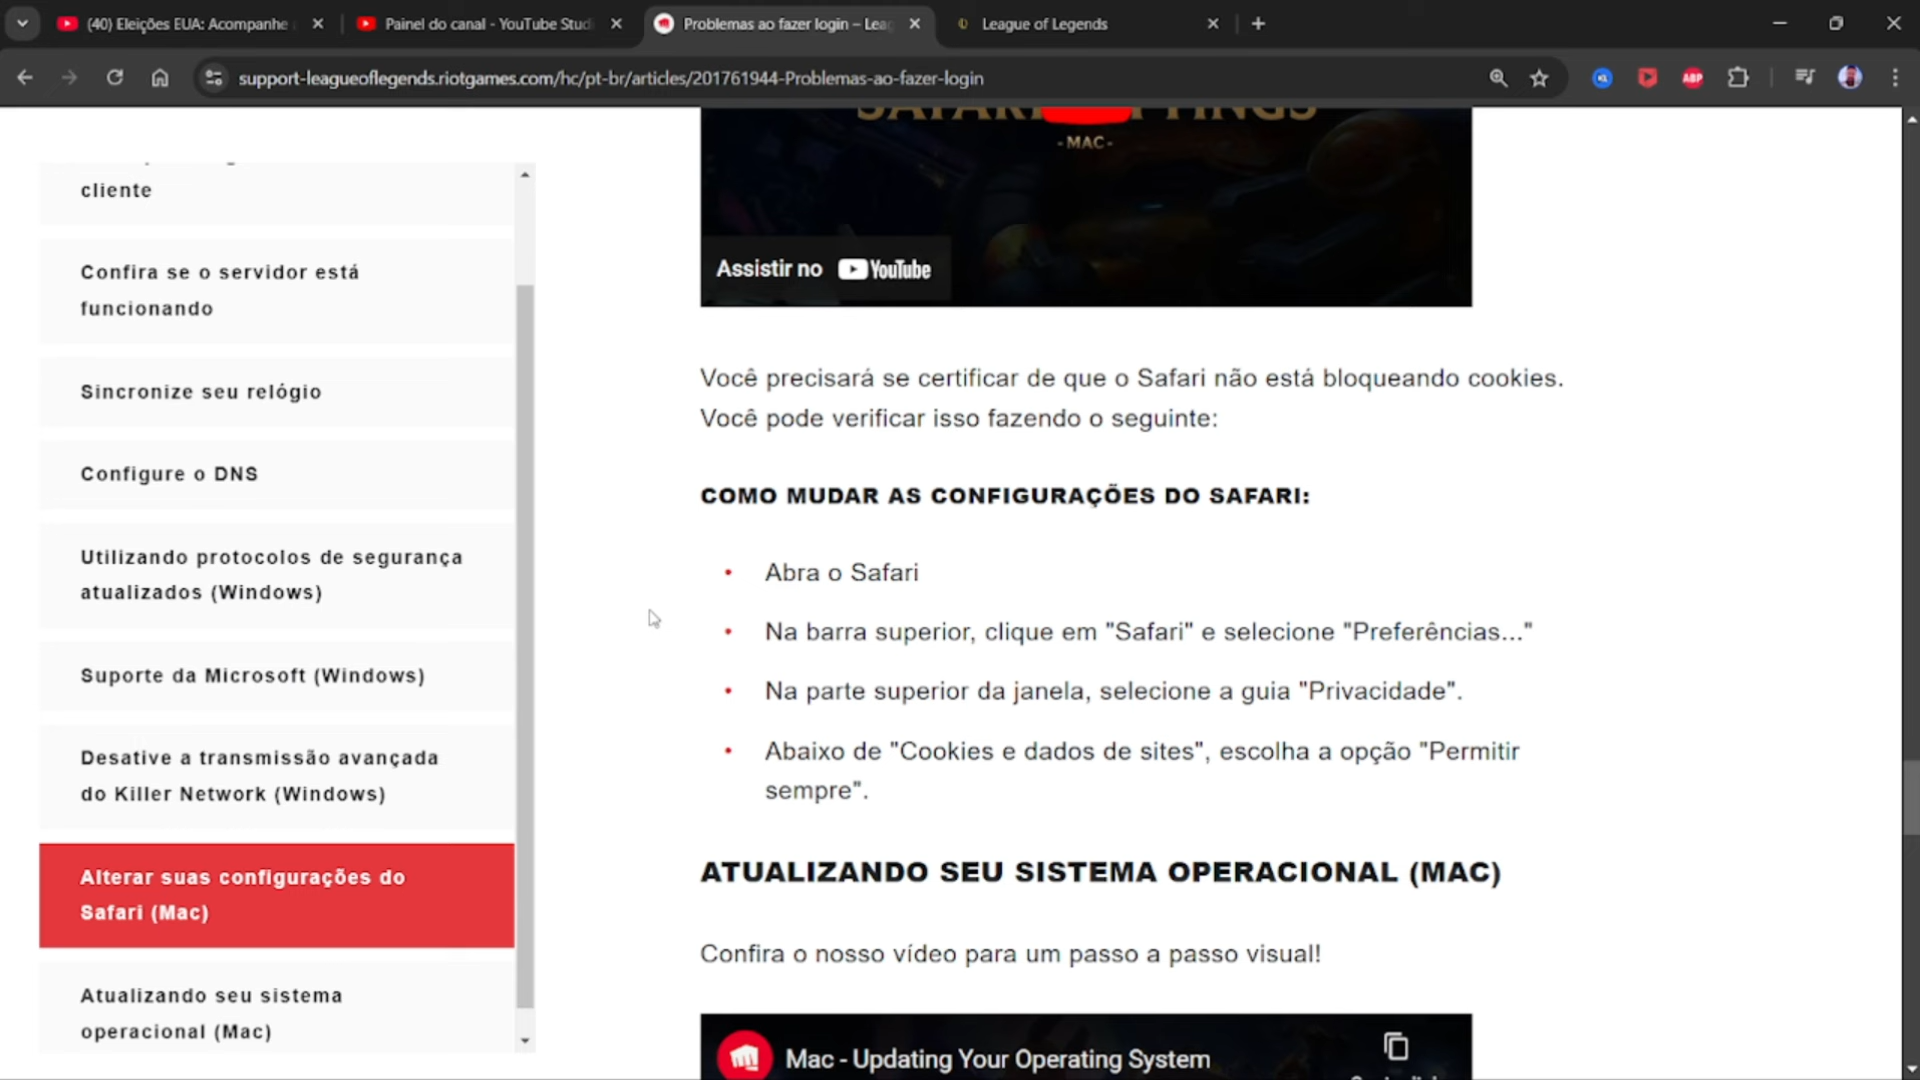 (40) Eleições EUA: Acompanhe
Painel do canal - YouTube Studi
Problemas ao fazer login – Leag
League of Legends
support-leagueoflegends.riotgames.com/hc/pt-br/articles/201761944-Problemas-ao-fazer-login
ABP
- MAC -
Assistir no YouTube
cliente
Confira se o servidor está
funcionando
Sincronize seu relógio
Configure o DNS
Utilizando protocolos de segurança
atualizados (Windows)
Suporte da Microsoft (Windows)
Desative a transmissão avançada
do Killer Network (Windows)
Alterar suas configurações do
Safari (Mac)
Atualizando seu sistema
operacional (Mac)
Você precisará se certificar de que o Safari não está bloqueando cookies.
Você pode verificar isso fazendo o seguinte:
COMO MUDAR AS CONFIGURAÇÕES DO SAFARI:
• Abra o Safari
• Na barra superior, clique em "Safari" e selecione "Preferências..."
• Na parte superior da janela, selecione a guia "Privacidade".
• Abaixo de "Cookies e dados de sites", escolha a opção "Permitir
sempre".
ATUALIZANDO SEU SISTEMA OPERACIONAL (MAC)
Confira o nosso vídeo para um passo a passo visual!
Mac - Updating Your Operating System